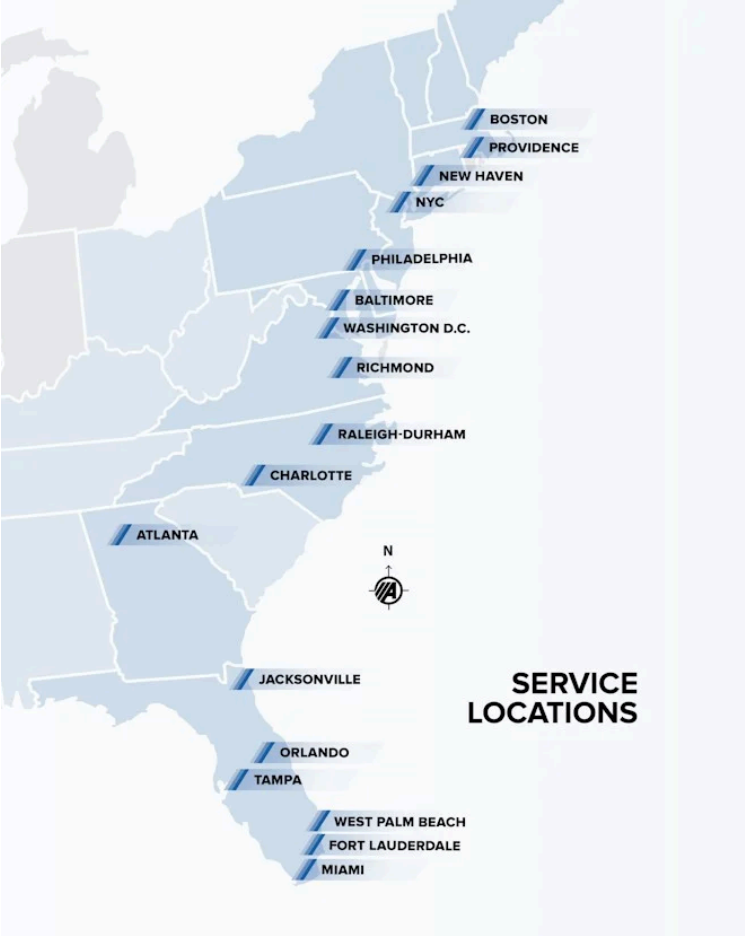 BOSTON
PROVIDENCE
NEW HAVEN
NYC
PHILADELPHIA
BALTIMORE
WASHINGTON D.C.
RICHMOND
RALEIGH-DURHAM
CHARLOTTE
ATLANTA
N
A
JACKSONVILLE
SERVICE
LOCATIONS
ORLANDO
TAMPA
WEST PALM BEACH
FORT LAUDERDALE
MIAMI